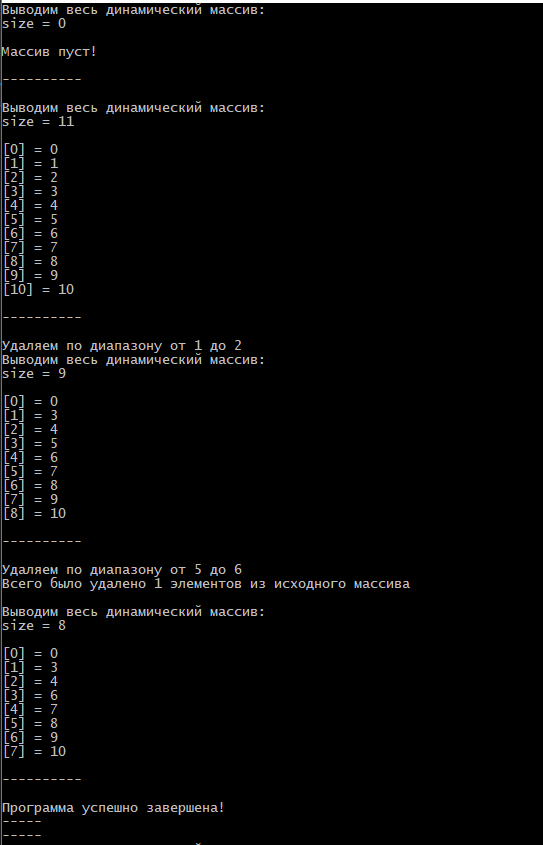 Выводим весь динамический массив:
size = 0
Массив пуст!
----------
Выводим весь динамический массив:
size = 11
[0] = 0
[1] = 1
[2] = 2
[3] = 3
[4] = 4
[5] = 5
[6] = 6
[7] = 7
[8] = 8
[9] = 9
[10] = 10
----------
Удаляем по диапазону от 1 до 2
Выводим весь динамический массив:
size = 9
[0] = 0
[1] = 3
[2] = 4
[3] = 5
[4] = 6
[5] = 7
[6] = 8
[7] = 9
[8] = 10
----------
Удаляем по диапазону от 5 до 6
Всего было удалено 1 элементов из исходного массива
Выводим весь динамический массив:
size = 8
[0] = 0
[1] = 3
[2] = 4
[3] = 6
[4] = 7
[5] = 8
[6] = 9
[7] = 10
----------
Программа успешно завершена!
-----
-----